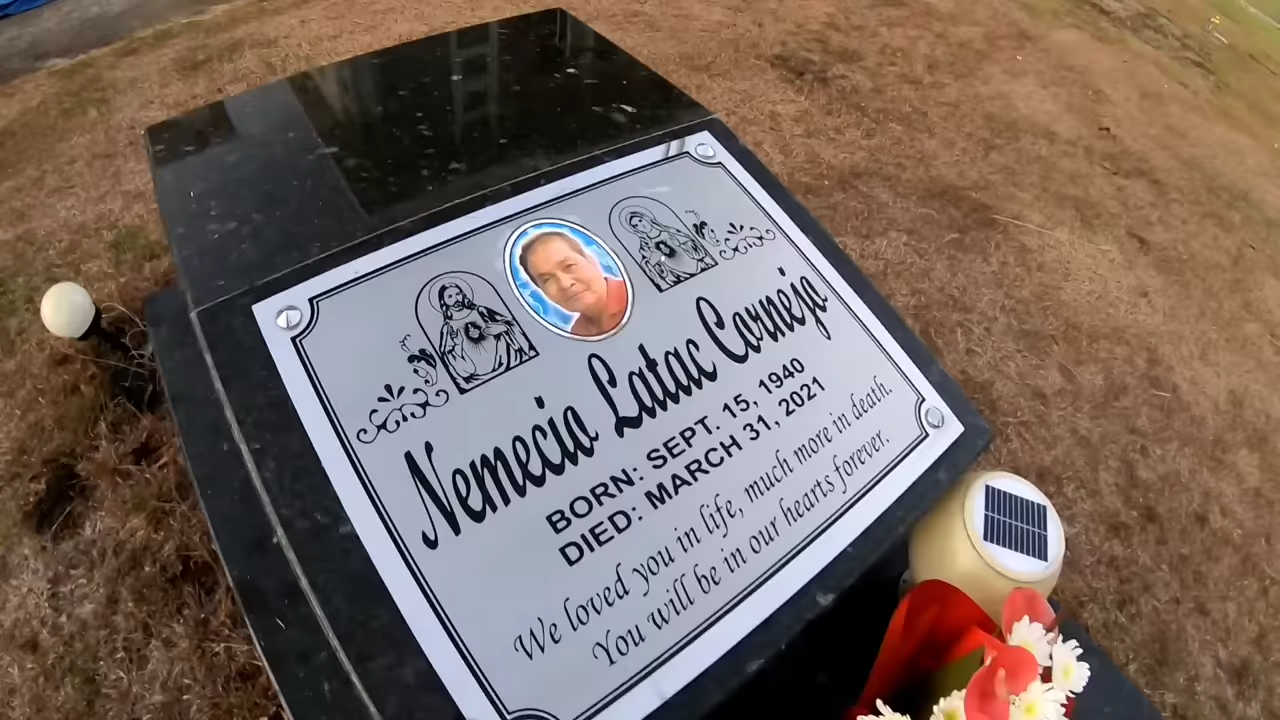 Nemecio Latac Cornejo
BORN: SEPT. 15, 1940
DIED: MARCH 31, 2021
We loved you in life, much more in death.
You will be in our hearts forever.